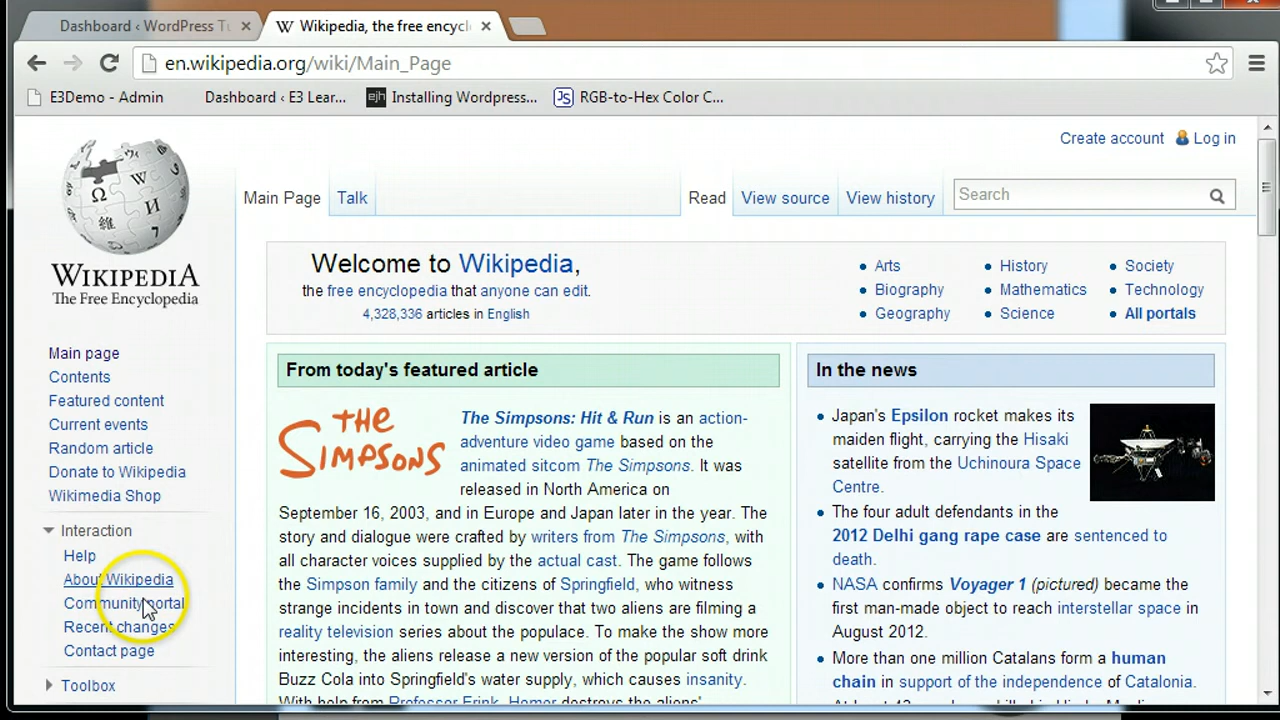 Dashboard ‹ WordPress Tu
Wikipedia, the free encycl
en.wikipedia.org/wiki/Main_Page
E3Demo - Admin
Dashboard ‹ E3 Lear...
ejh
Installing Wordpress...
JS
RGB-to-Hex Color C...
Create account
Log in
Main Page
Talk
Read
View source
View history
Search
WIKIPEDIA
The Free Encyclopedia
Main page
Contents
Featured content
Current events
Random article
Donate to Wikipedia
Wikimedia Shop
Interaction
Help
About Wikipedia
Community portal
Recent changes
Contact page
Toolbox
Welcome to Wikipedia,
the free encyclopedia that anyone can edit.
4,328,336 articles in English
Arts
Biography
Geography
History
Mathematics
Science
Society
Technology
All portals
From today's featured article
THE
SIMPSONS
The Simpsons: Hit & Run is an action-
adventure video game based on the
animated sitcom The Simpsons. It was
released in North America on
September 16, 2003, and in Europe and Japan later in the year. The
story and dialogue were crafted by writers from The Simpsons, with
all character voices supplied by the actual cast. The game follows
the Simpson family and the citizens of Springfield, who witness
strange incidents in town and discover that two aliens are filming a
reality television series about the populace. To make the show more
interesting, the aliens release a new version of the popular soft drink
Buzz Cola into Springfield's water supply, which causes insanity.
With help from Professor Frink, Homer destroys the aliens'
In the news
Japan's Epsilon rocket makes its
maiden flight, carrying the Hisaki
satellite from the Uchinoura Space
Centre.
The four adult defendants in the
2012 Delhi gang rape case are sentenced to
death.
NASA confirms Voyager 1 (pictured) became the
first man-made object to reach interstellar space in
August 2012.
More than one million Catalans form a human
chain in support of the independence of Catalonia.